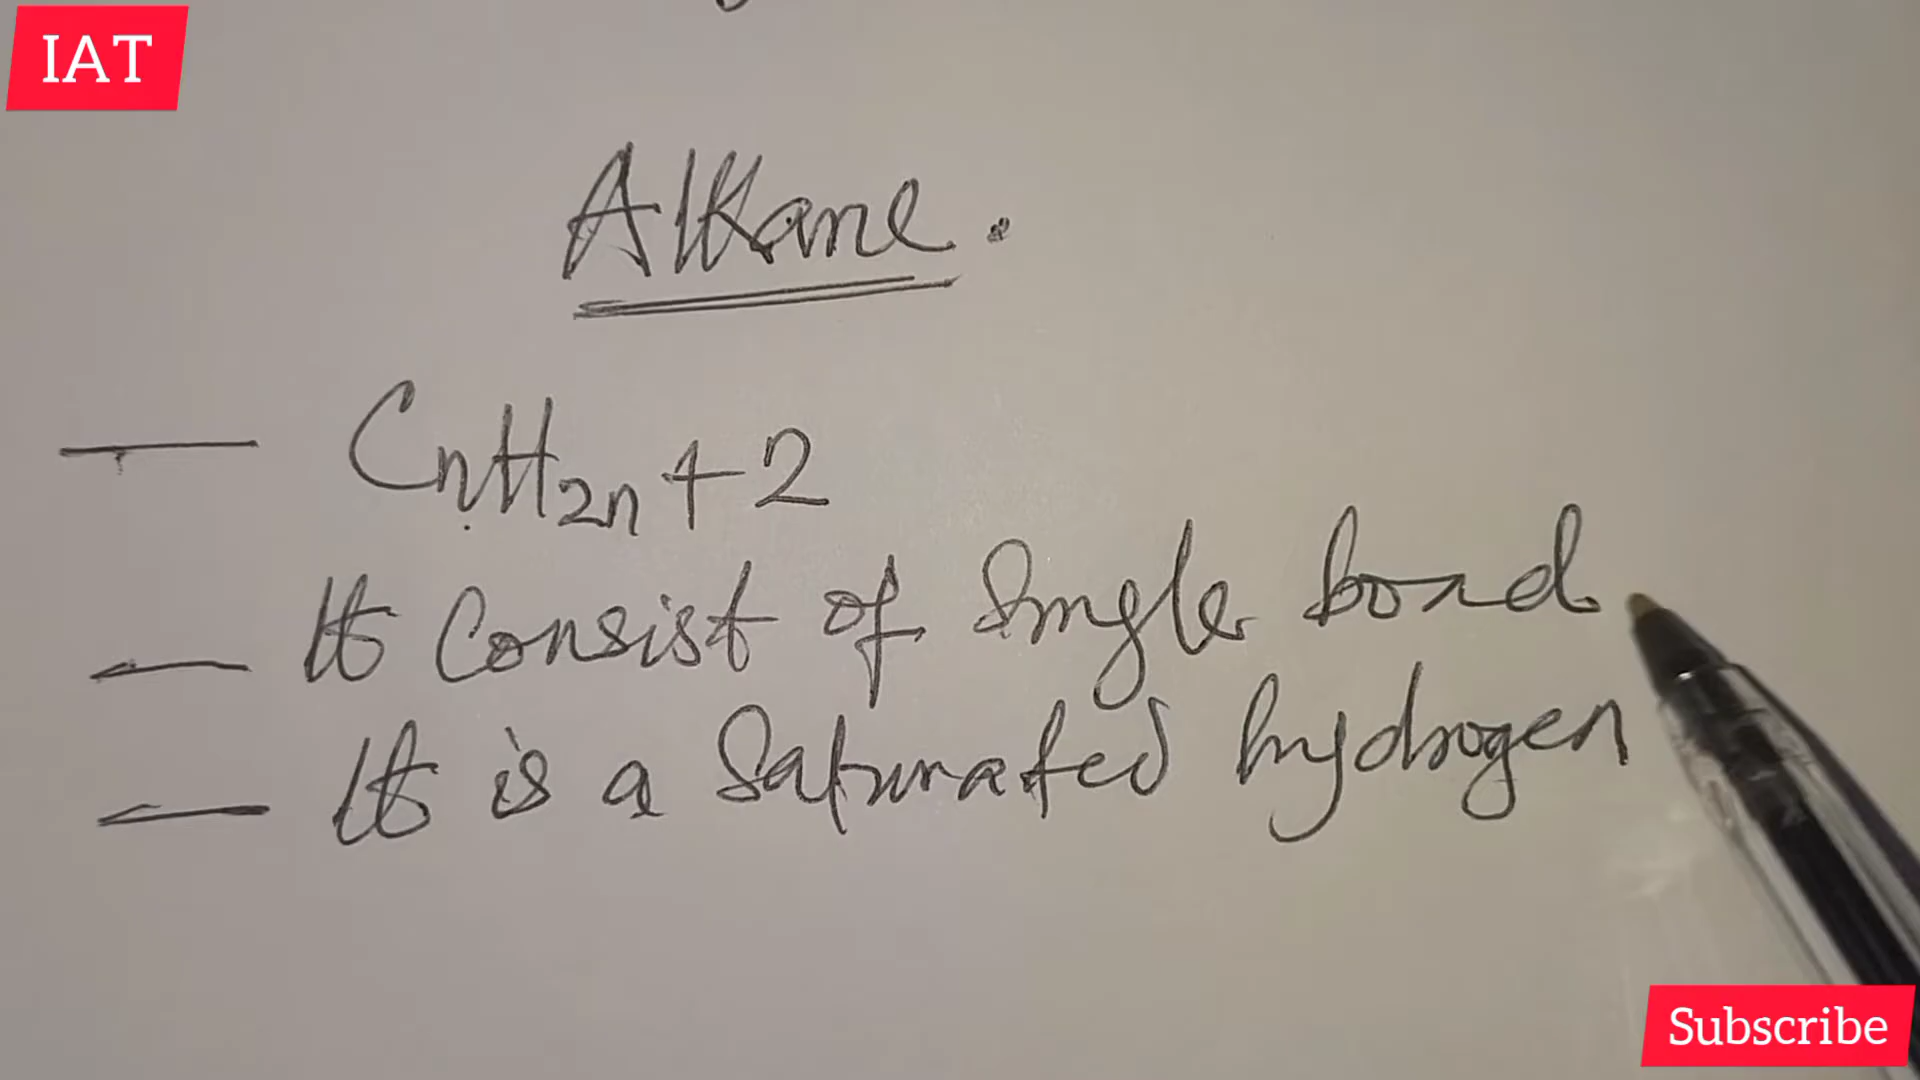 IAT
Alkane.
— CnH2n+2
— It Consist of Single bond
— It is a Saturated hydrogen
Subscribe